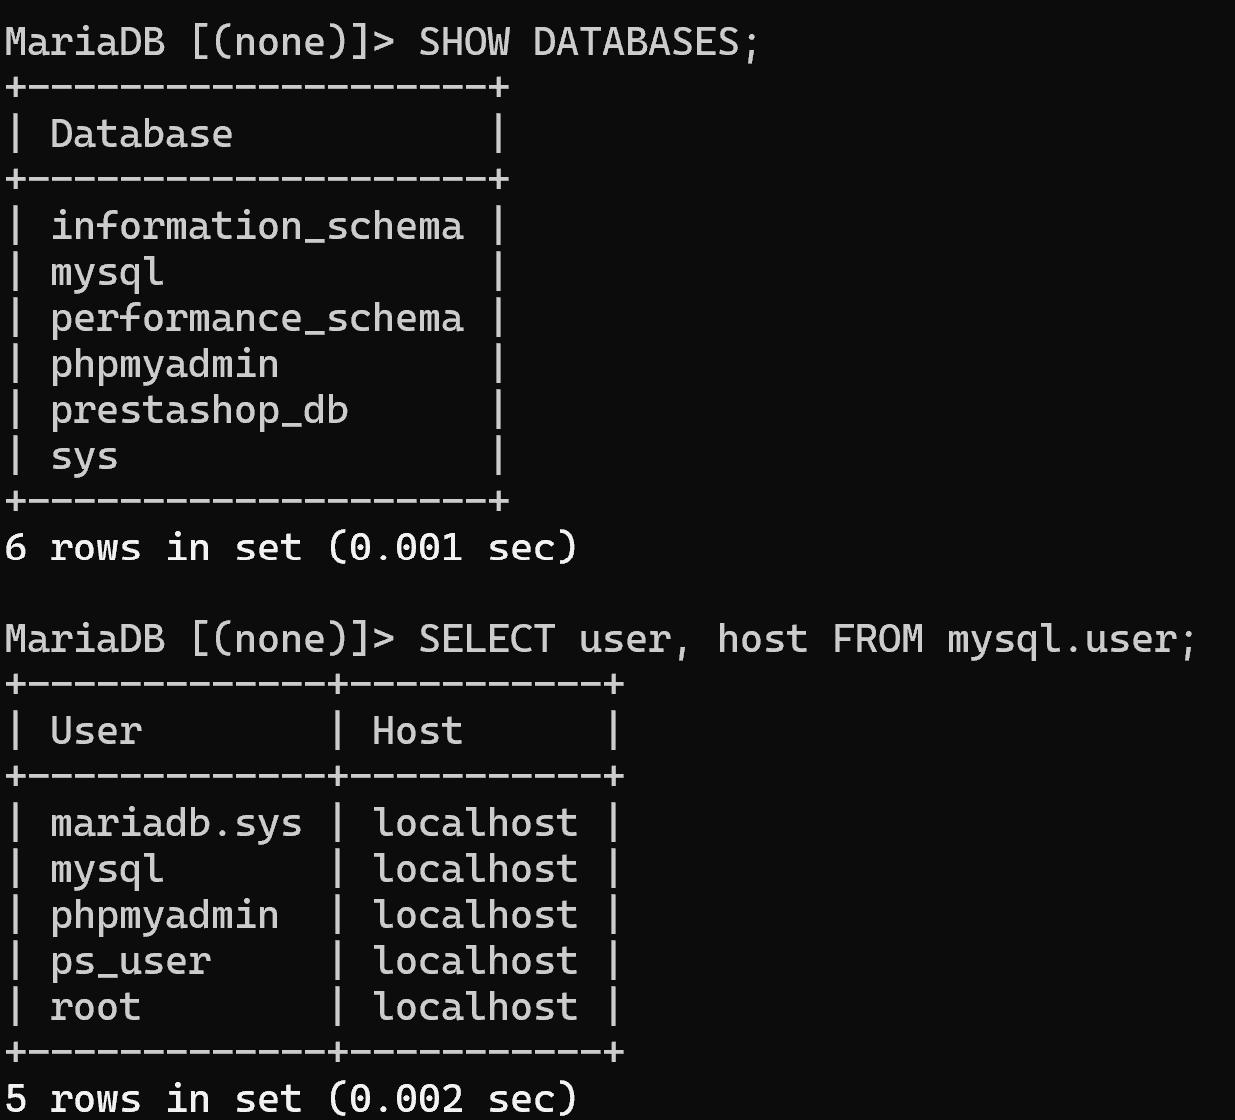 MariaDB [(none)]> SHOW DATABASES;
+--------------------+
| Database           |
+--------------------+
| information_schema |
| mysql              |
| performance_schema |
| phpmyadmin         |
| prestashop_db      |
| sys                |
+--------------------+
6 rows in set (0.001 sec)

MariaDB [(none)]> SELECT user, host FROM mysql.user;
+-------------+-----------+
| User        | Host      |
+-------------+-----------+
| mariadb.sys | localhost |
| mysql       | localhost |
| phpmyadmin  | localhost |
| ps_user     | localhost |
| root        | localhost |
+-------------+-----------+
5 rows in set (0.002 sec)